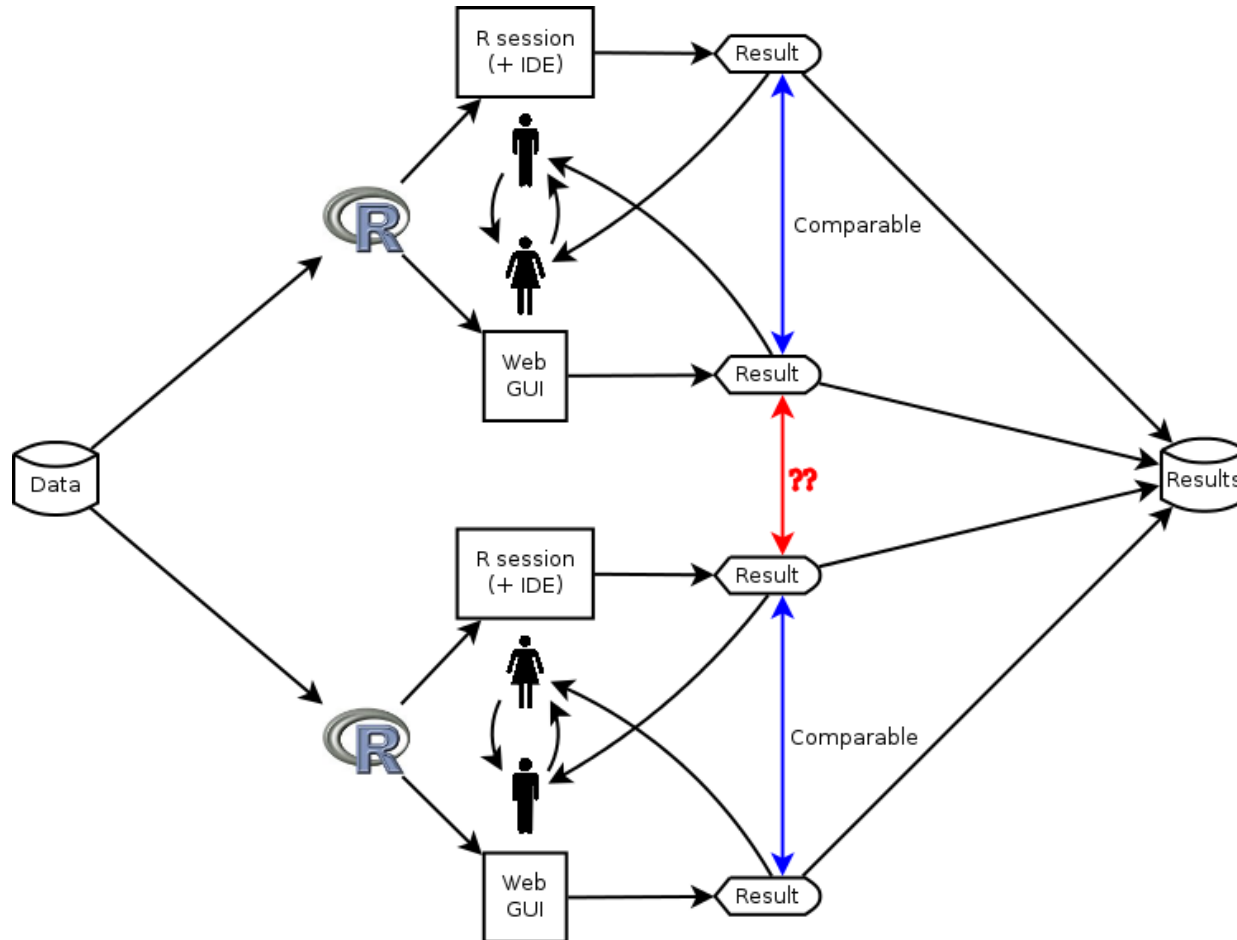 R session
(+ IDE)
Result
R
Comparable
Web
GUI
Result
Data
??
Results
R session
(+ IDE)
Result
R
Comparable
Web
GUI
Result